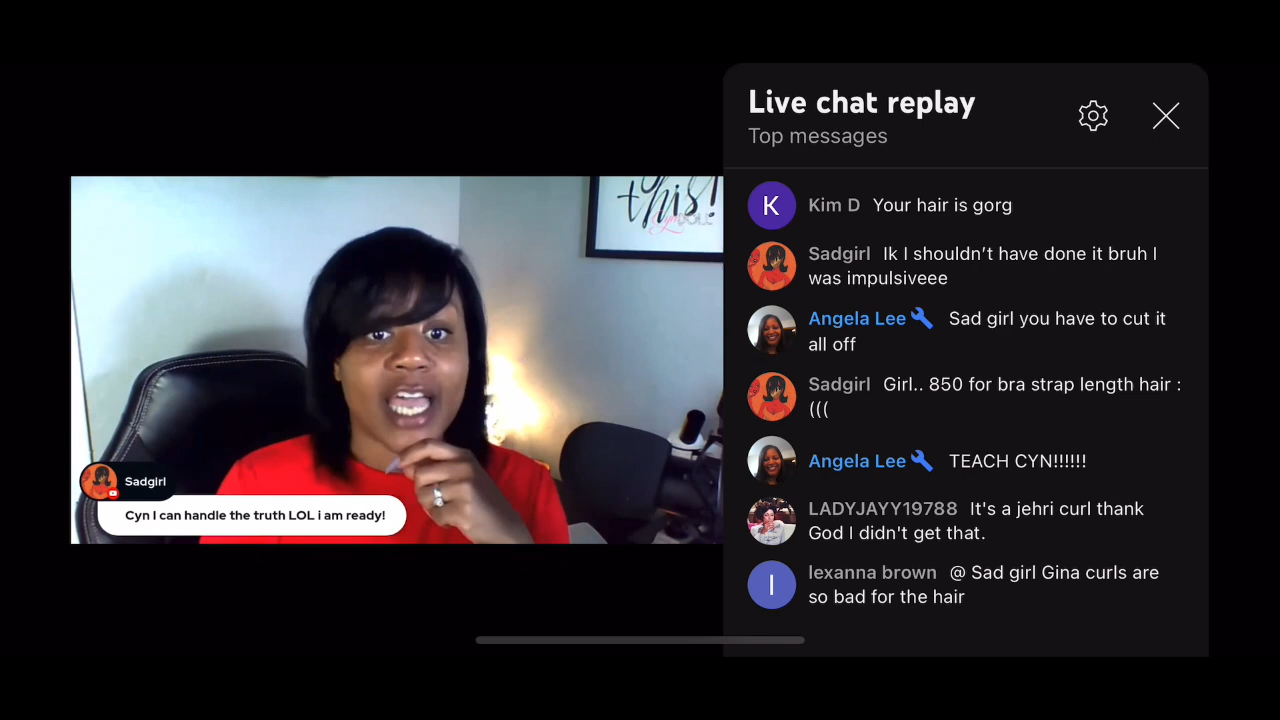 Live chat replay
Top messages
K
Kim D Your hair is gorg
Sadgirl Ik I shouldn’t have done it bruh I
was impulsiveee
Angela Lee Sad girl you have to cut it
all off
Sadgirl Girl.. 850 for bra strap length hair :
(((
Angela Lee TEACH CYN!!!!!!
LADYJAYY19788 It's a jehri curl thank
God I didn't get that.
I
lexanna brown @ Sad girl Gina curls are
so bad for the hair
this!
Sadgirl
Cyn I can handle the truth LOL i am ready!